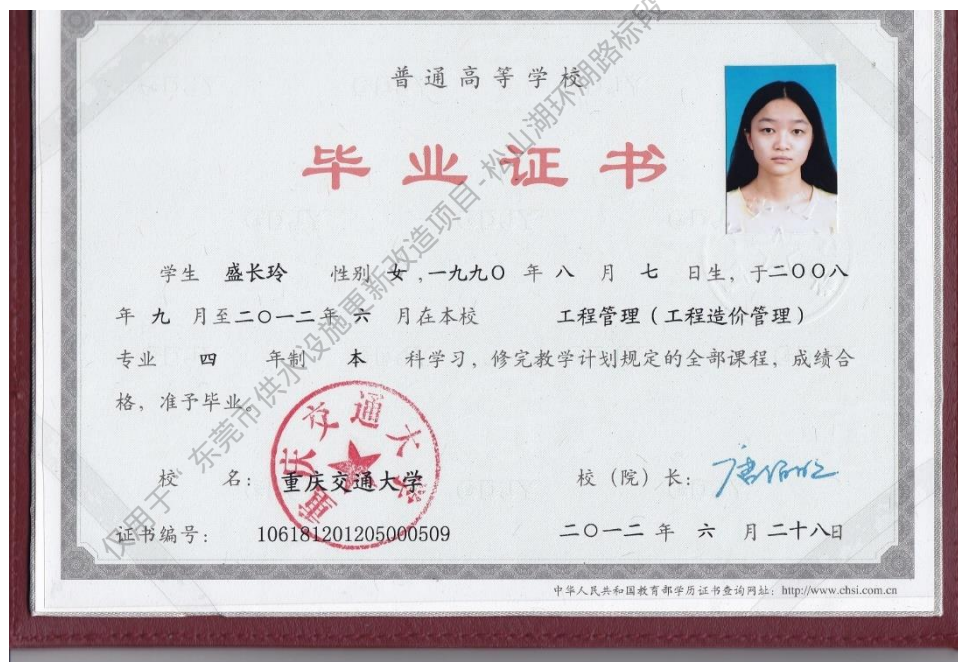 普通高等学校
毕业证书
学生 盛长玲 性别 女，一九九〇 年 八 月 七 日生，于二〇〇八
年 九 月至二〇一二年 六 月在本校 工程管理（工程造价管理）
专业 四 年制 本 科学习，修完教学计划规定的全部课程，成绩合
格，准予毕业。
重庆交通大学
校 名： 重庆交通大学 校（院）长：
证书编号： 106181201205000509 二〇一二 年 六 月 二十八日
中华人民共和国教育部学历证书查询网址：http://www.chsi.com.cn
仅用于 东莞市供水设施更新改造项目-松山湖环湖路标段